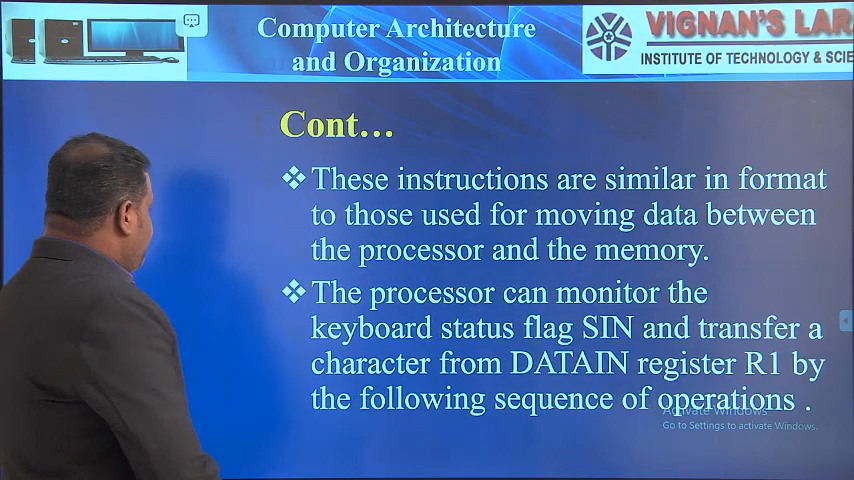 Computer Architecture
and Organization
VIGNAN'S LAR
INSTITUTE OF TECHNOLOGY & SCIE
Cont...
❖ These instructions are similar in format
to those used for moving data between
the processor and the memory.
❖ The processor can monitor the
keyboard status flag SIN and transfer a
character from DATAIN register R1 by
the following sequence of operations .
Activate Windows
Go to Settings to activate Windows.